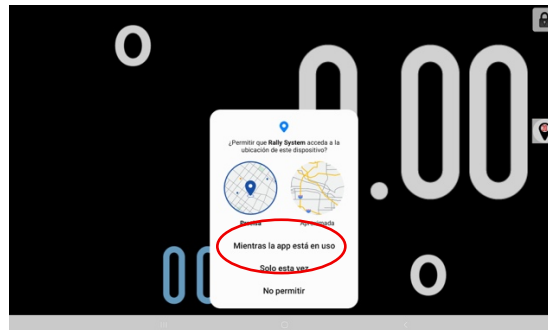 0
0.00
¿Permitir que Rally System acceda a la
ubicación de este dispositivo?
Precisa
Aproximada
Mientras la app está en uso
Solo esta vez
No permitir
0